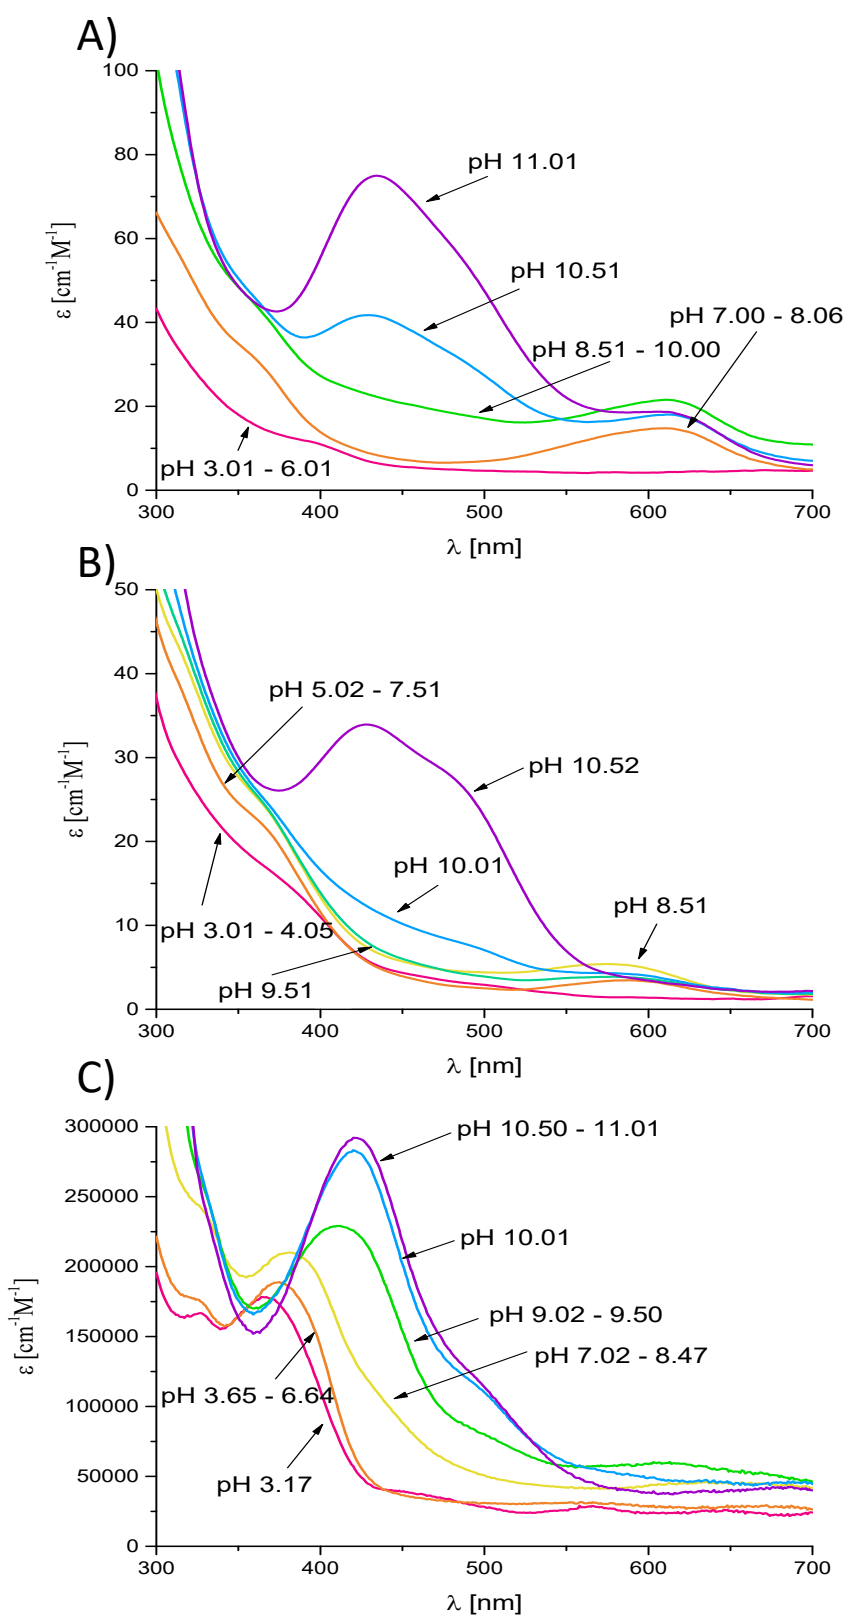 A)
100
80
60
40
20
0
ε [cm⁻¹M⁻¹]
pH 11.01
pH 10.51
pH 7.00 - 8.06
pH 8.51 - 10.00
pH 3.01 - 6.01
300 400 500 600 700
λ [nm]
B)
50
40
30
20
10
0
ε [cm⁻¹M⁻¹]
pH 5.02 - 7.51
pH 10.52
pH 10.01
pH 8.51
pH 3.01 - 4.05
pH 9.51
300 400 500 600 700
λ [nm]
C)
300000
250000
200000
150000
100000
50000
0
ε [cm⁻¹M⁻¹]
pH 10.50 - 11.01
pH 10.01
pH 9.02 - 9.50
pH 7.02 - 8.47
pH 3.65 - 6.64
pH 3.17
300 400 500 600 700
λ [nm]